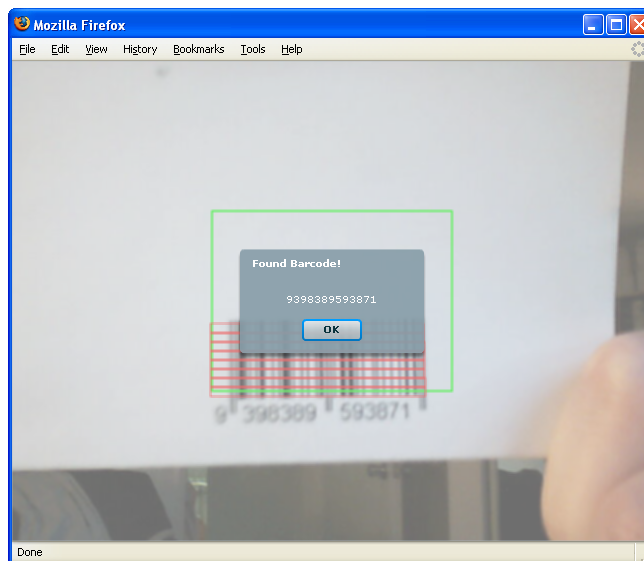 Mozilla Firefox
File Edit View History Bookmarks Tools Help
Found Barcode!
9398389593871
OK
9 398389 593871
Done